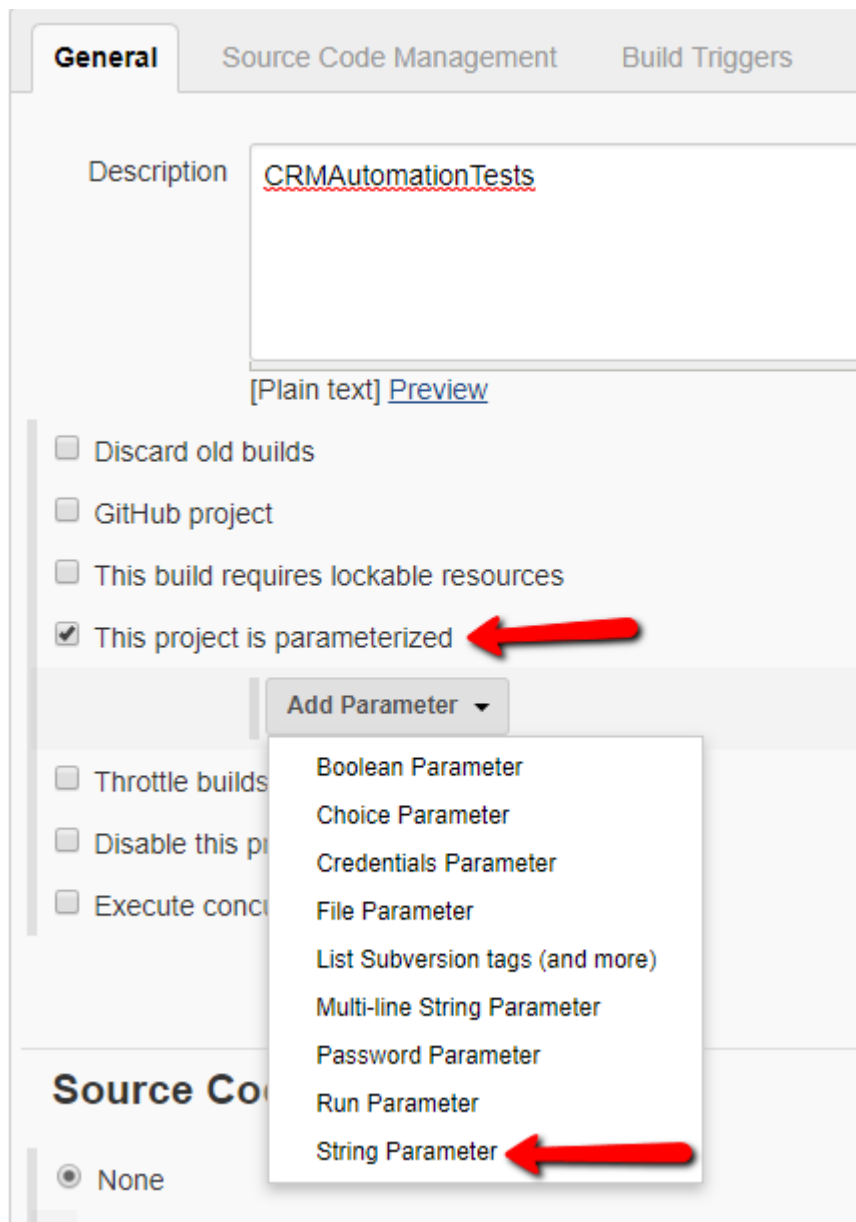 General Source Code Management Build Triggers
Description CRMAutomationTests
[Plain text] Preview
Discard old builds
GitHub project
This build requires lockable resources
This project is parameterized
Add Parameter
Boolean Parameter
Throttle builds
Choice Parameter
Disable this pr
Credentials Parameter
Execute concu
File Parameter
List Subversion tags (and more)
Multi-line String Parameter
Password Parameter
Source Co
Run Parameter
String Parameter
None